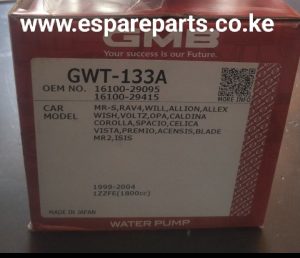 www.espareparts.co.ke
GMB
Your success is our Future.
GWT-133A
OEM NO. 16100-29095
16100-29415
CAR MODEL MR-S,RAV4,WILL,ALLION,ALLEX
WISH,VOLTZ,OPA,CALDINA
COROLLA,SPACIO,CELICA
VISTA,PREMIO,ACENSIS,BLADE
MR2,ISIS
1999-2004
1ZZFE(1800cc)
MADE IN JAPAN
WATER PUMP